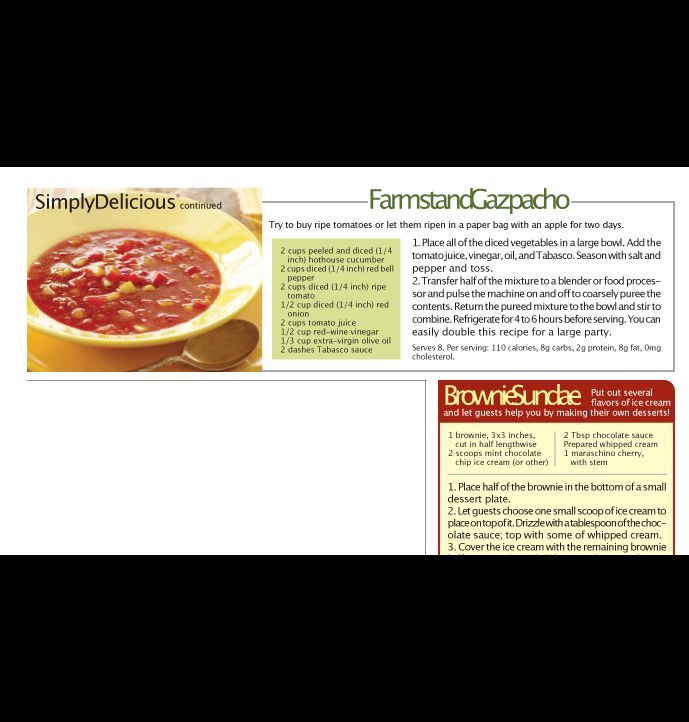 SimplyDelicious® continued
FarmstandGazpacho
Try to buy ripe tomatoes or let them ripen in a paper bag with an apple for two days.
2 cups peeled and diced (1/4
inch) hothouse cucumber
2 cups diced (1/4 inch) red bell
pepper
2 cups diced (1/4 inch) ripe
tomato
1/2 cup diced (1/4 inch) red
onion
2 cups tomato juice
1/2 cup red-wine vinegar
1/3 cup extra-virgin olive oil
2 dashes Tabasco sauce
1. Place all of the diced vegetables in a large bowl. Add the
tomato juice, vinegar, oil, and Tabasco. Season with salt and
pepper and toss.
2. Transfer half of the mixture to a blender or food proces-
sor and pulse the machine on and off to coarsely puree the
contents. Return the pureed mixture to the bowl and stir to
combine. Refrigerate for 4 to 6 hours before serving. You can
easily double this recipe for a large party.
Serves 8. Per serving: 110 calories, 8g carbs, 2g protein, 8g fat, 0mg
cholesterol.
BrownieSundae
Put out several
flavors of ice cream
and let guests help you by making their own desserts!
1 brownie, 3x3 inches,
cut in half lengthwise
2 scoops mint chocolate
chip ice cream (or other)
2 Tbsp chocolate sauce
Prepared whipped cream
1 maraschino cherry,
with stem
1. Place half of the brownie in the bottom of a small
dessert plate.
2. Let guests choose one small scoop of ice cream to
place on top of it. Drizzle with a tablespoon of the choc-
olate sauce; top with some of whipped cream.
3. Cover the ice cream with the remaining brownie